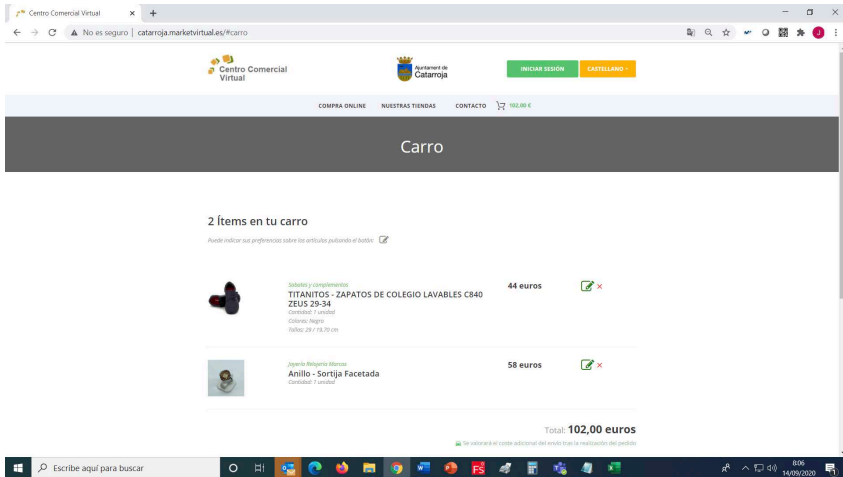 Centro Comercial Virtual
No es seguro | catarroja.marketvirtual.es/#carro
Centro Comercial
Virtual
Ajuntament de
Catarroja
INICIAR SESIÓN
CASTELLANO
COMPRA ONLINE NUESTRAS TIENDAS CONTACTO 102,00 €
Carro
2 Ítems en tu carro
Puede indicar sus preferencias sobre los artículos pulsando el botón:
Sabates y complementos
TITANITOS - ZAPATOS DE COLEGIO LAVABLES C840
ZEUS 29-34
44 euros
Cantidad: 1 unidad
Colores: Negro
Tallas: 29 / 19,70 cm
Joyería Relojería Marcos
Anillo - Sortija Facetada
58 euros
Cantidad: 1 unidad
Total: 102,00 euros
Se valorará el coste adicional del envío tras la realización del pedido
Escribe aquí para buscar
8:06
14/09/2020